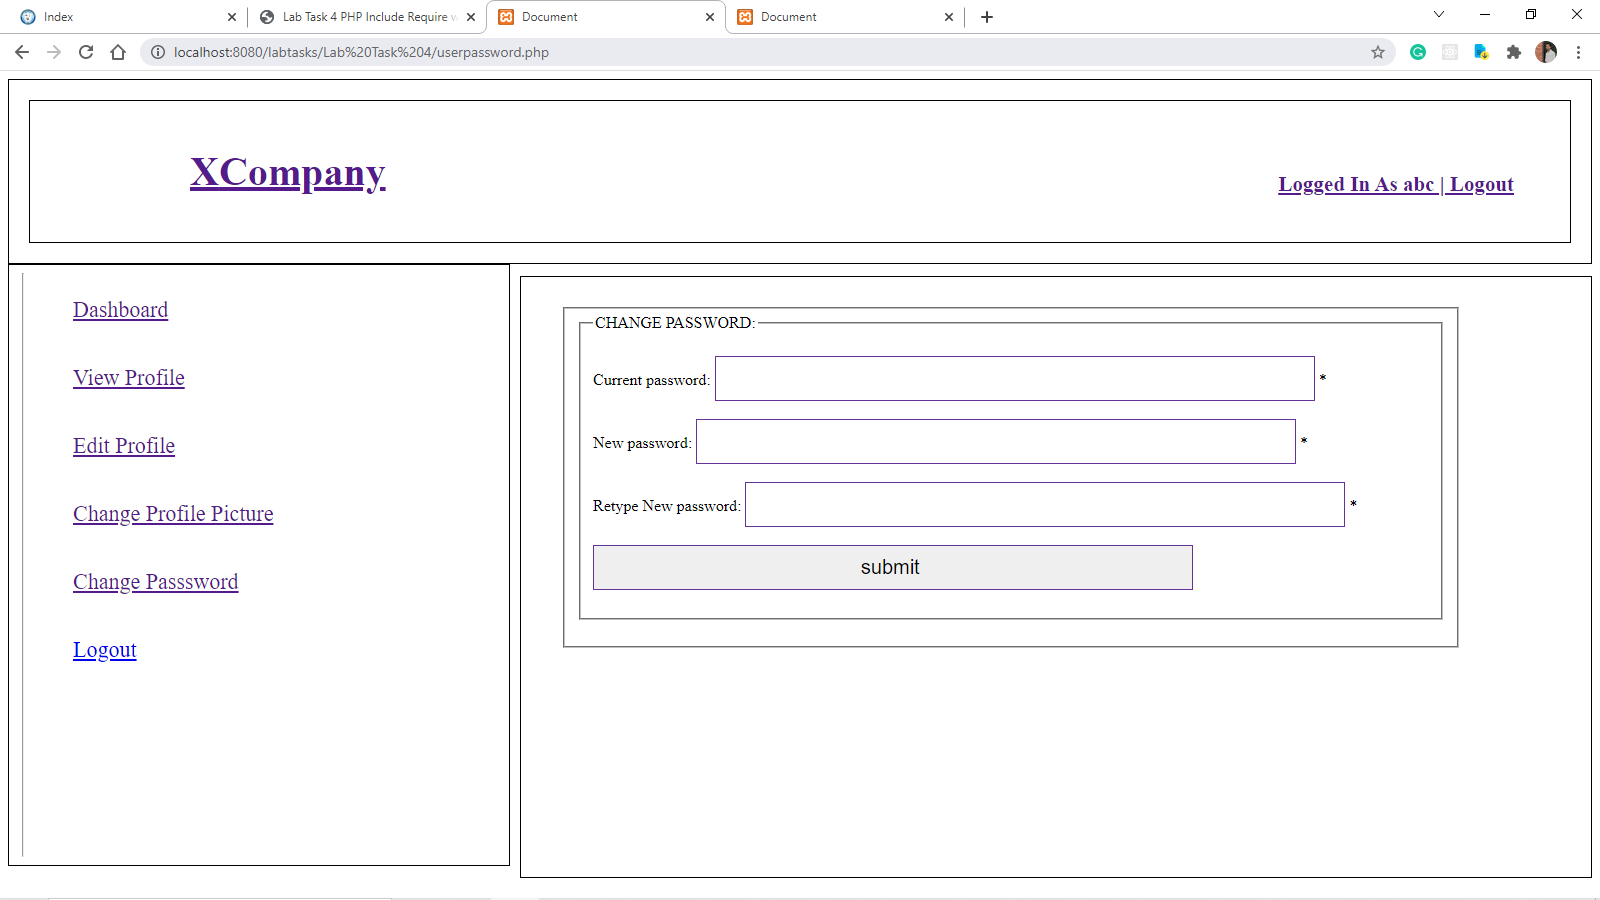 Index
Lab Task 4 PHP Include Require
Document
Document
localhost:8080/labtasks/Lab%20Task%204/userpassword.php
XCompany
Logged In As abc | Logout
Dashboard
View Profile
Edit Profile
Change Profile Picture
Change Passsword
Logout
CHANGE PASSWORD:
Current password: *
New password: *
Retype New password: *
submit